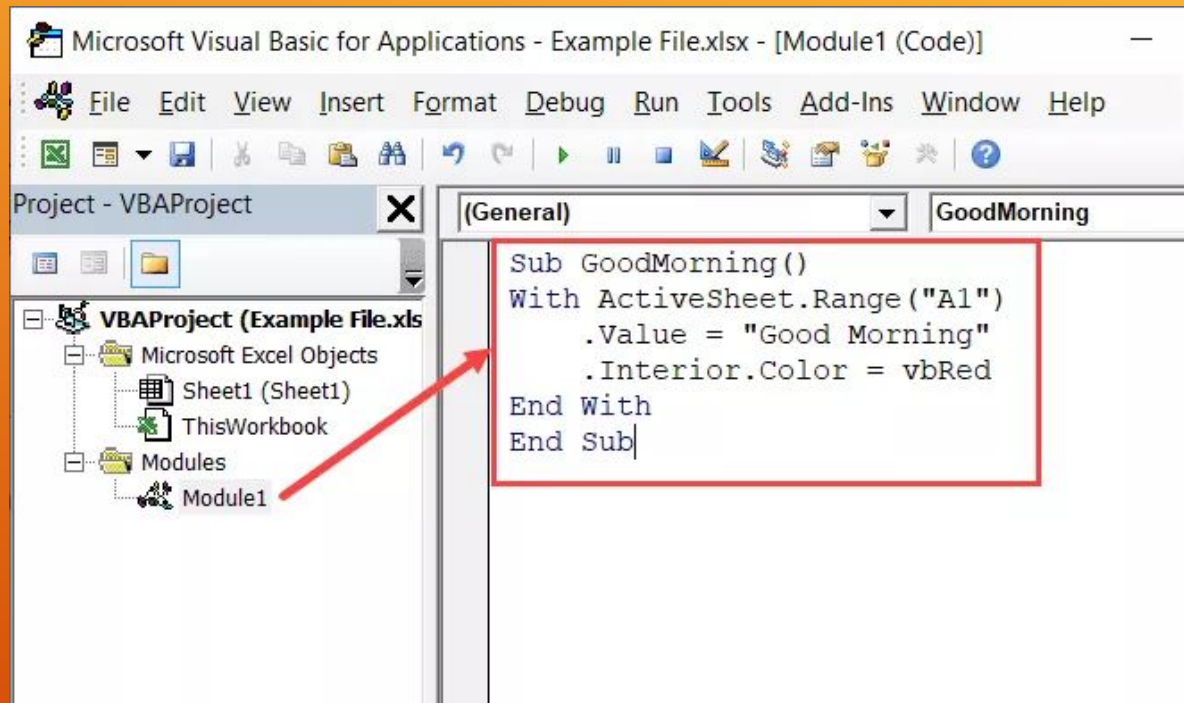 Microsoft Visual Basic for Applications - Example File.xlsx - [Module1 (Code)]
File Edit View Insert Format Debug Run Tools Add-Ins Window Help
Project - VBAProject
(General) GoodMorning
VBAProject (Example File.xls
Microsoft Excel Objects
Sheet1 (Sheet1)
ThisWorkbook
Modules
Module1
Sub GoodMorning()
With ActiveSheet.Range("A1")
.Value = "Good Morning"
.Interior.Color = vbRed
End With
End Sub